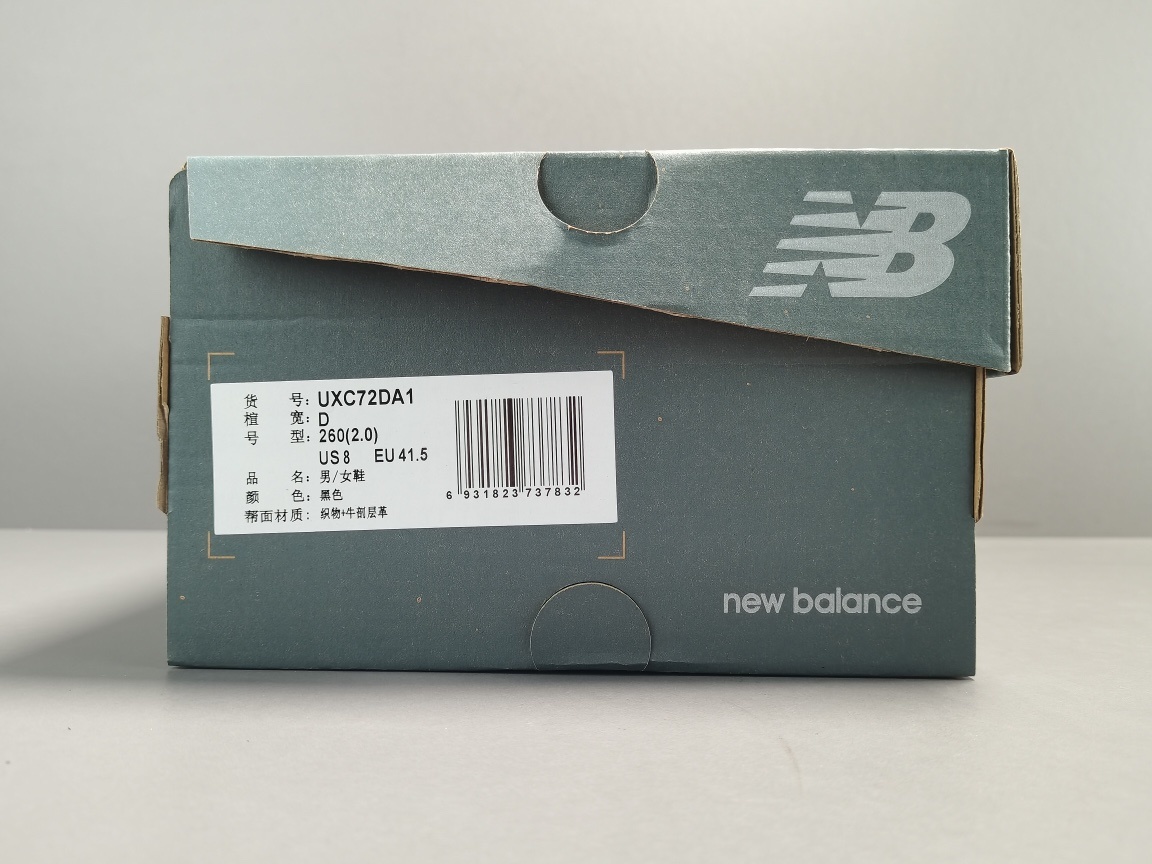 NB
货 号: UXC72DA1
楦 宽: D
号 型: 260(2.0)
US 8 EU 41.5
品 名: 男/女鞋
颜 色: 黑色
帮面材质: 织物+牛剖层革
6 931823 737832
new balance